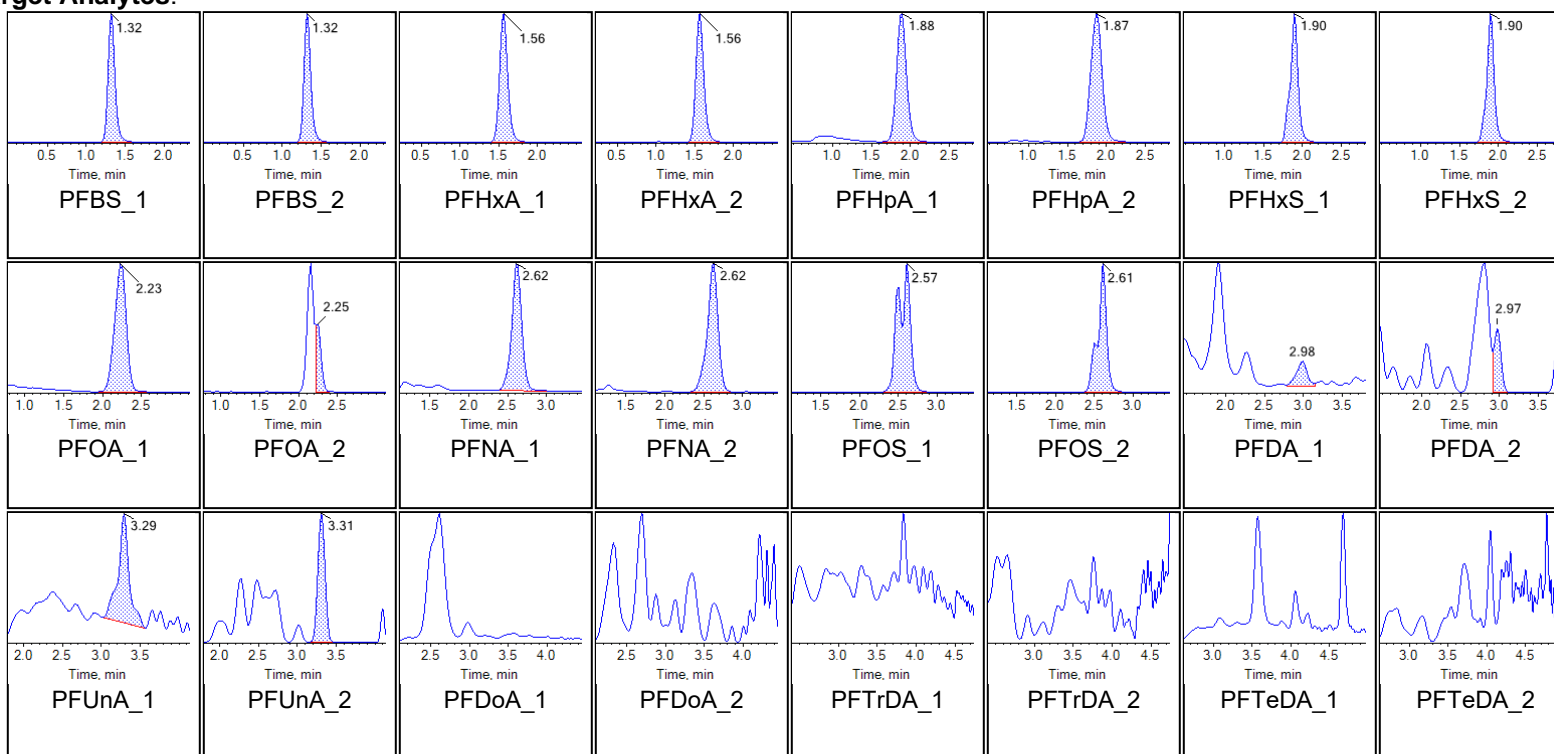 rget Analytes:
1.32 1.32 1.56 1.56 1.88 1.87 1.90 1.90
0.5 1.0 1.5 2.0 0.5 1.0 1.5 2.0 0.5 1.0 1.5 2.0 0.5 1.0 1.5 2.0 1.0 1.5 2.0 2.5 1.0 1.5 2.0 2.5 1.0 1.5 2.0 2.5 1.0 1.5 2.0 2.5
Time, min Time, min Time, min Time, min Time, min Time, min Time, min Time, min
PFBS_1 PFBS_2 PFHxA_1 PFHxA_2 PFHpA_1 PFHpA_2 PFHxS_1 PFHxS_2
2.23 2.25 2.62 2.62 2.57 2.61 2.98 2.97
1.0 1.5 2.0 2.5 1.0 1.5 2.0 2.5 1.5 2.0 2.5 3.0 1.5 2.0 2.5 3.0 1.5 2.0 2.5 3.0 1.5 2.0 2.5 3.0 2.0 2.5 3.0 3.5 2.0 2.5 3.0 3.5
Time, min Time, min Time, min Time, min Time, min Time, min Time, min Time, min
PFOA_1 PFOA_2 PFNA_1 PFNA_2 PFOS_1 PFOS_2 PFDA_1 PFDA_2
3.29 3.31
2.0 2.5 3.0 3.5 2.0 2.5 3.0 3.5 2.5 3.0 3.5 4.0 2.5 3.0 3.5 4.0 3.0 3.5 4.0 4.5 3.0 3.5 4.0 4.5 3.0 3.5 4.0 4.5 3.0 3.5 4.0 4.5
Time, min Time, min Time, min Time, min Time, min Time, min Time, min Time, min
PFUnA_1 PFUnA_2 PFDoA_1 PFDoA_2 PFTrDA_1 PFTrDA_2 PFTeDA_1 PFTeDA_2